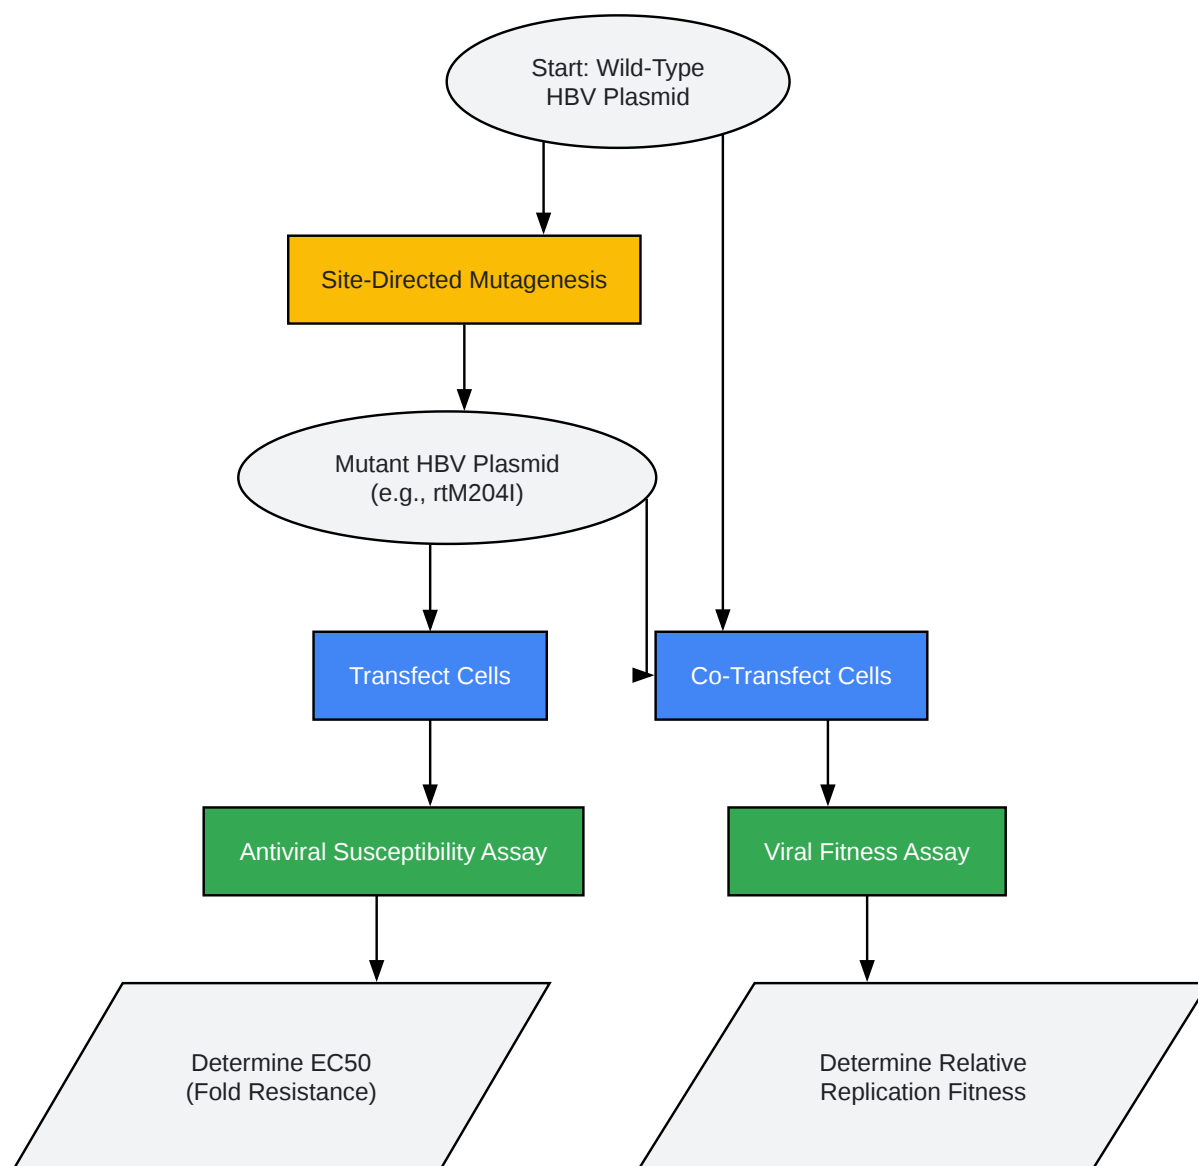 Start: Wild-Type
HBV Plasmid
Site-Directed Mutagenesis
Mutant HBV Plasmid
(e.g., rtM204I)
Transfect Cells
Co-Transfect Cells
Antiviral Susceptibility Assay
Viral Fitness Assay
Determine EC50
(Fold Resistance)
Determine Relative
Replication Fitness